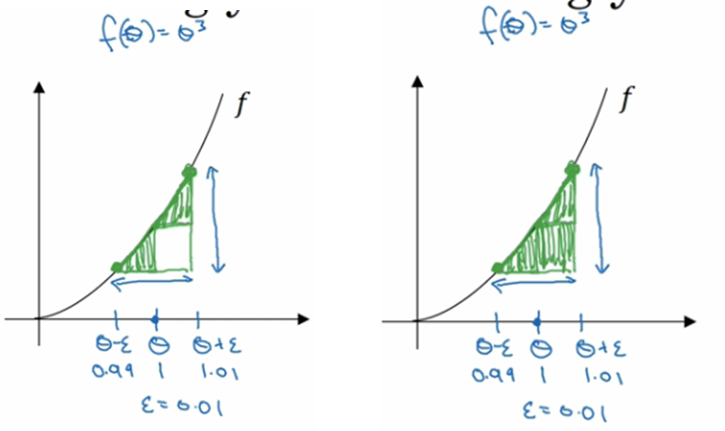 f(θ)=θ³
f
θ-ε θ θ+ε
0.99 1 1.01
ε=0.01
f(θ)=θ³
f
θ-ε θ θ+ε
0.99 1 1.01
ε=0.01